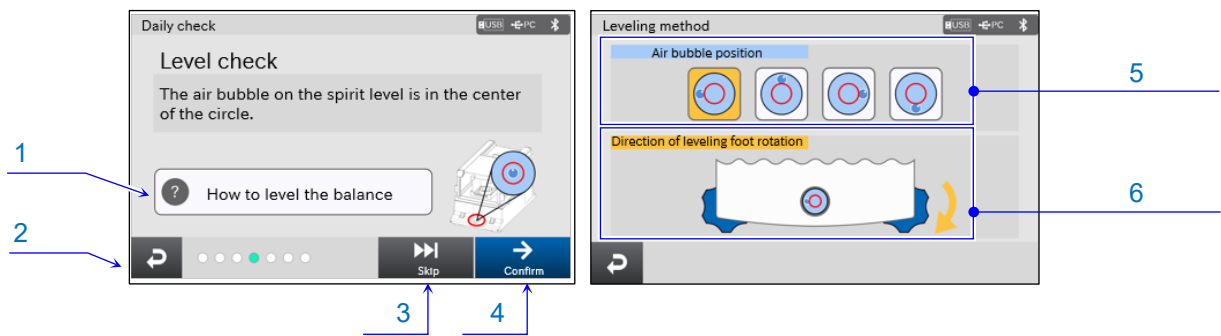 Daily check
USB PC
Level check
The air bubble on the spirit level is in the center
of the circle.
? How to level the balance
Skip
Confirm
1
2
3
4
Leveling method
USB PC
Air bubble position
Direction of leveling foot rotation
5
6